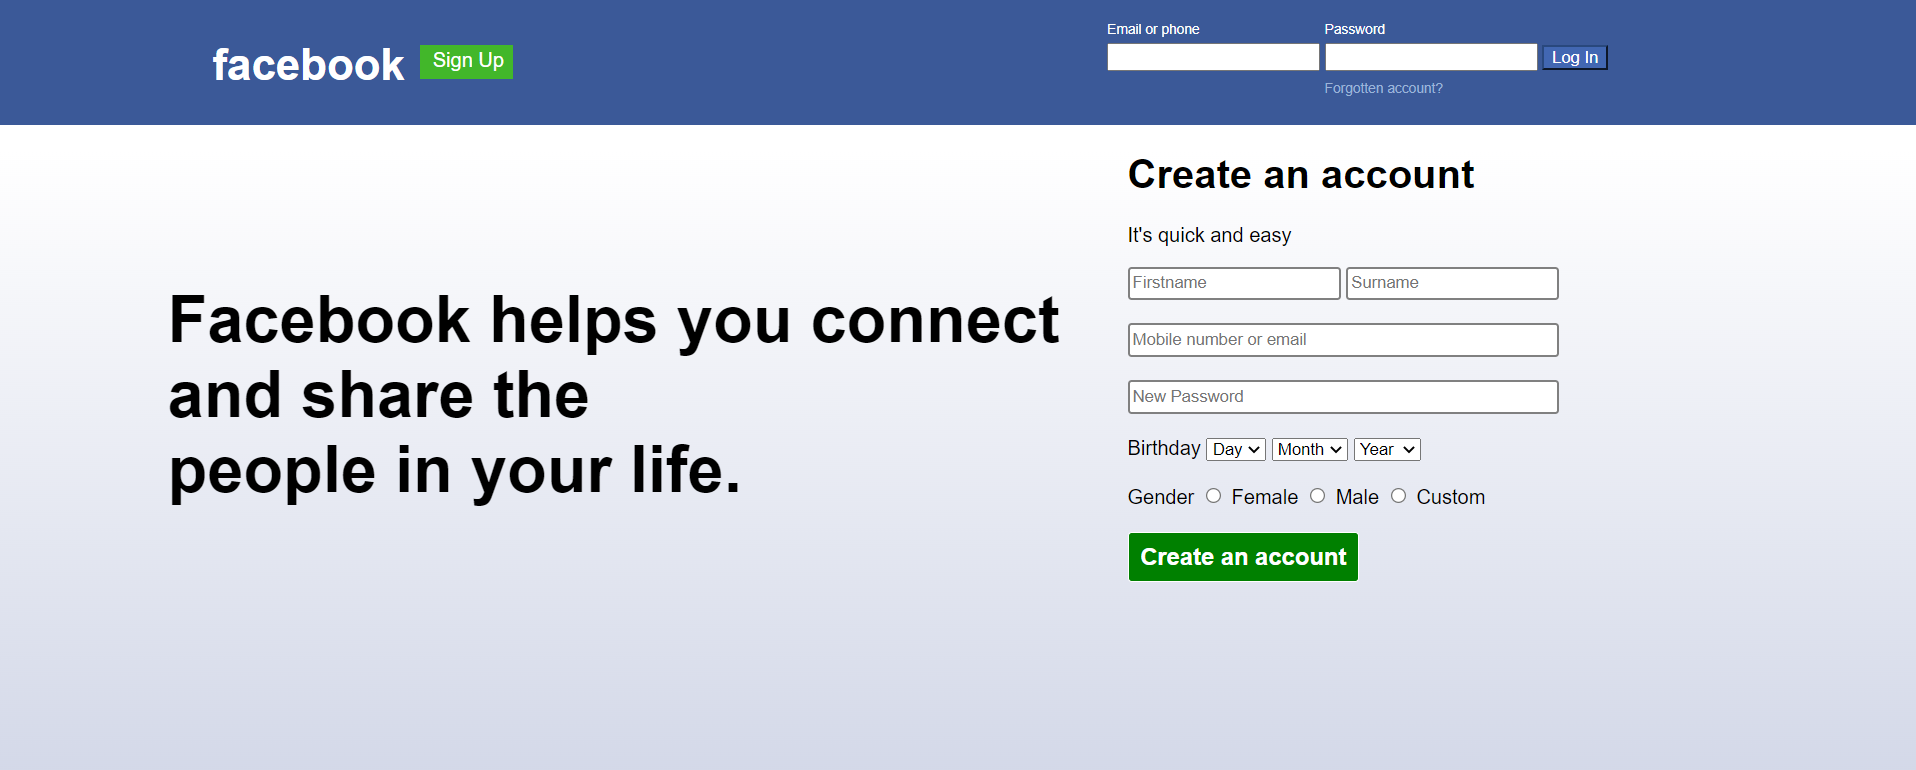 facebook Sign Up
Email or phone Password
Log In
Forgotten account?
Facebook helps you connect
and share the
people in your life.
Create an account
It's quick and easy
Firstname Surname
Mobile number or email
New Password
Birthday Day Month Year
Gender Female Male Custom
Create an account